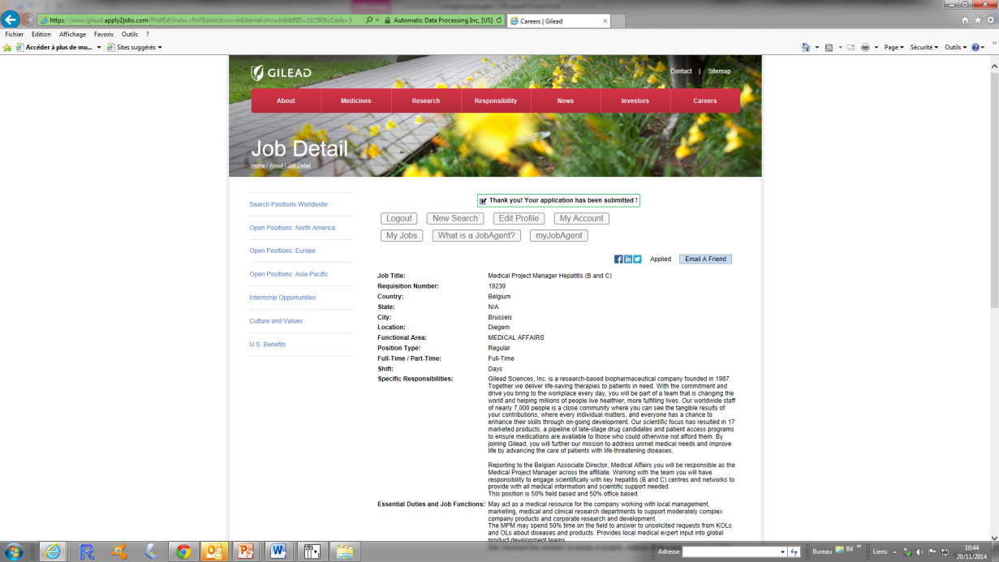 ListingEmplois.pptx - Microsoft PowerPoint
https://www.gilead.apply2jobs.com/ProfExt/index.cfm?fuseaction=mExternal.showJob&RID=19239&cCode=5
Automatic Data Processing Inc, [US]
Careers | Gilead
Fichier Edition Affichage Favoris Outils ?
Accéder à plus de mo... Sites suggérés
Page Sécurité Outils
GILEAD
Contact | Sitemap
About Medicines Research Responsibility News Investors Careers
Job Detail
Home / About / Job Detail
Search Positions Worldwide
Open Positions: North America
Open Positions: Europe
Open Positions: Asia-Pacific
Internship Opportunities
Culture and Values
U.S. Benefits
Thank you! Your application has been submitted !
Logout New Search Edit Profile My Account
My Jobs What is a JobAgent? myJobAgent
Applied Email A Friend
Job Title: Medical Project Manager Hepatitis (B and C)
Requisition Number: 19239
Country: Belgium
State: N/A
City: Brussels
Location: Diegem
Functional Area: MEDICAL AFFAIRS
Position Type: Regular
Full-Time / Part-Time: Full-Time
Shift: Days
Specific Responsibilities: Gilead Sciences, Inc. is a research-based biopharmaceutical company founded in 1987.
Together we deliver life-saving therapies to patients in need. With the commitment and
drive you bring to the workplace every day, you will be part of a team that is changing the
world and helping millions of people live healthier, more fulfilling lives. Our worldwide staff
of nearly 7,000 people is a close community where you can see the tangible results of
your contributions, where every individual matters, and everyone has a chance to
enhance their skills through on-going development. Our scientific focus has resulted in 17
marketed products, a pipeline of late-stage drug candidates and patient access programs
to ensure medications are available to those who could otherwise not afford them. By
joining Gilead, you will further our mission to address unmet medical needs and improve
life by advancing the care of patients with life-threatening diseases.
Reporting to the Belgian Associate Director, Medical Affairs you will be responsible as the
Medical Project Manager across the affiliate. Working with the team you will have
responsibility to engage scientifically with key hepatitis (B and C) centres and networks to
provide with all medical information and scientific support needed.
This position is 50% field based and 50% office based.
Essential Duties and Job Functions: May act as a medical resource for the company working with local management,
marketing, medical and clinical research departments to support moderately complex
company products and corporate research and development.
The MPM may spend 50% time on the field to answer to unsolicited requests from KOLs
and OLs about diseases and products. Provides local medical expert input into global
product development teams.
Adresse Bureau Bil » Liens
10:44
20/11/2014